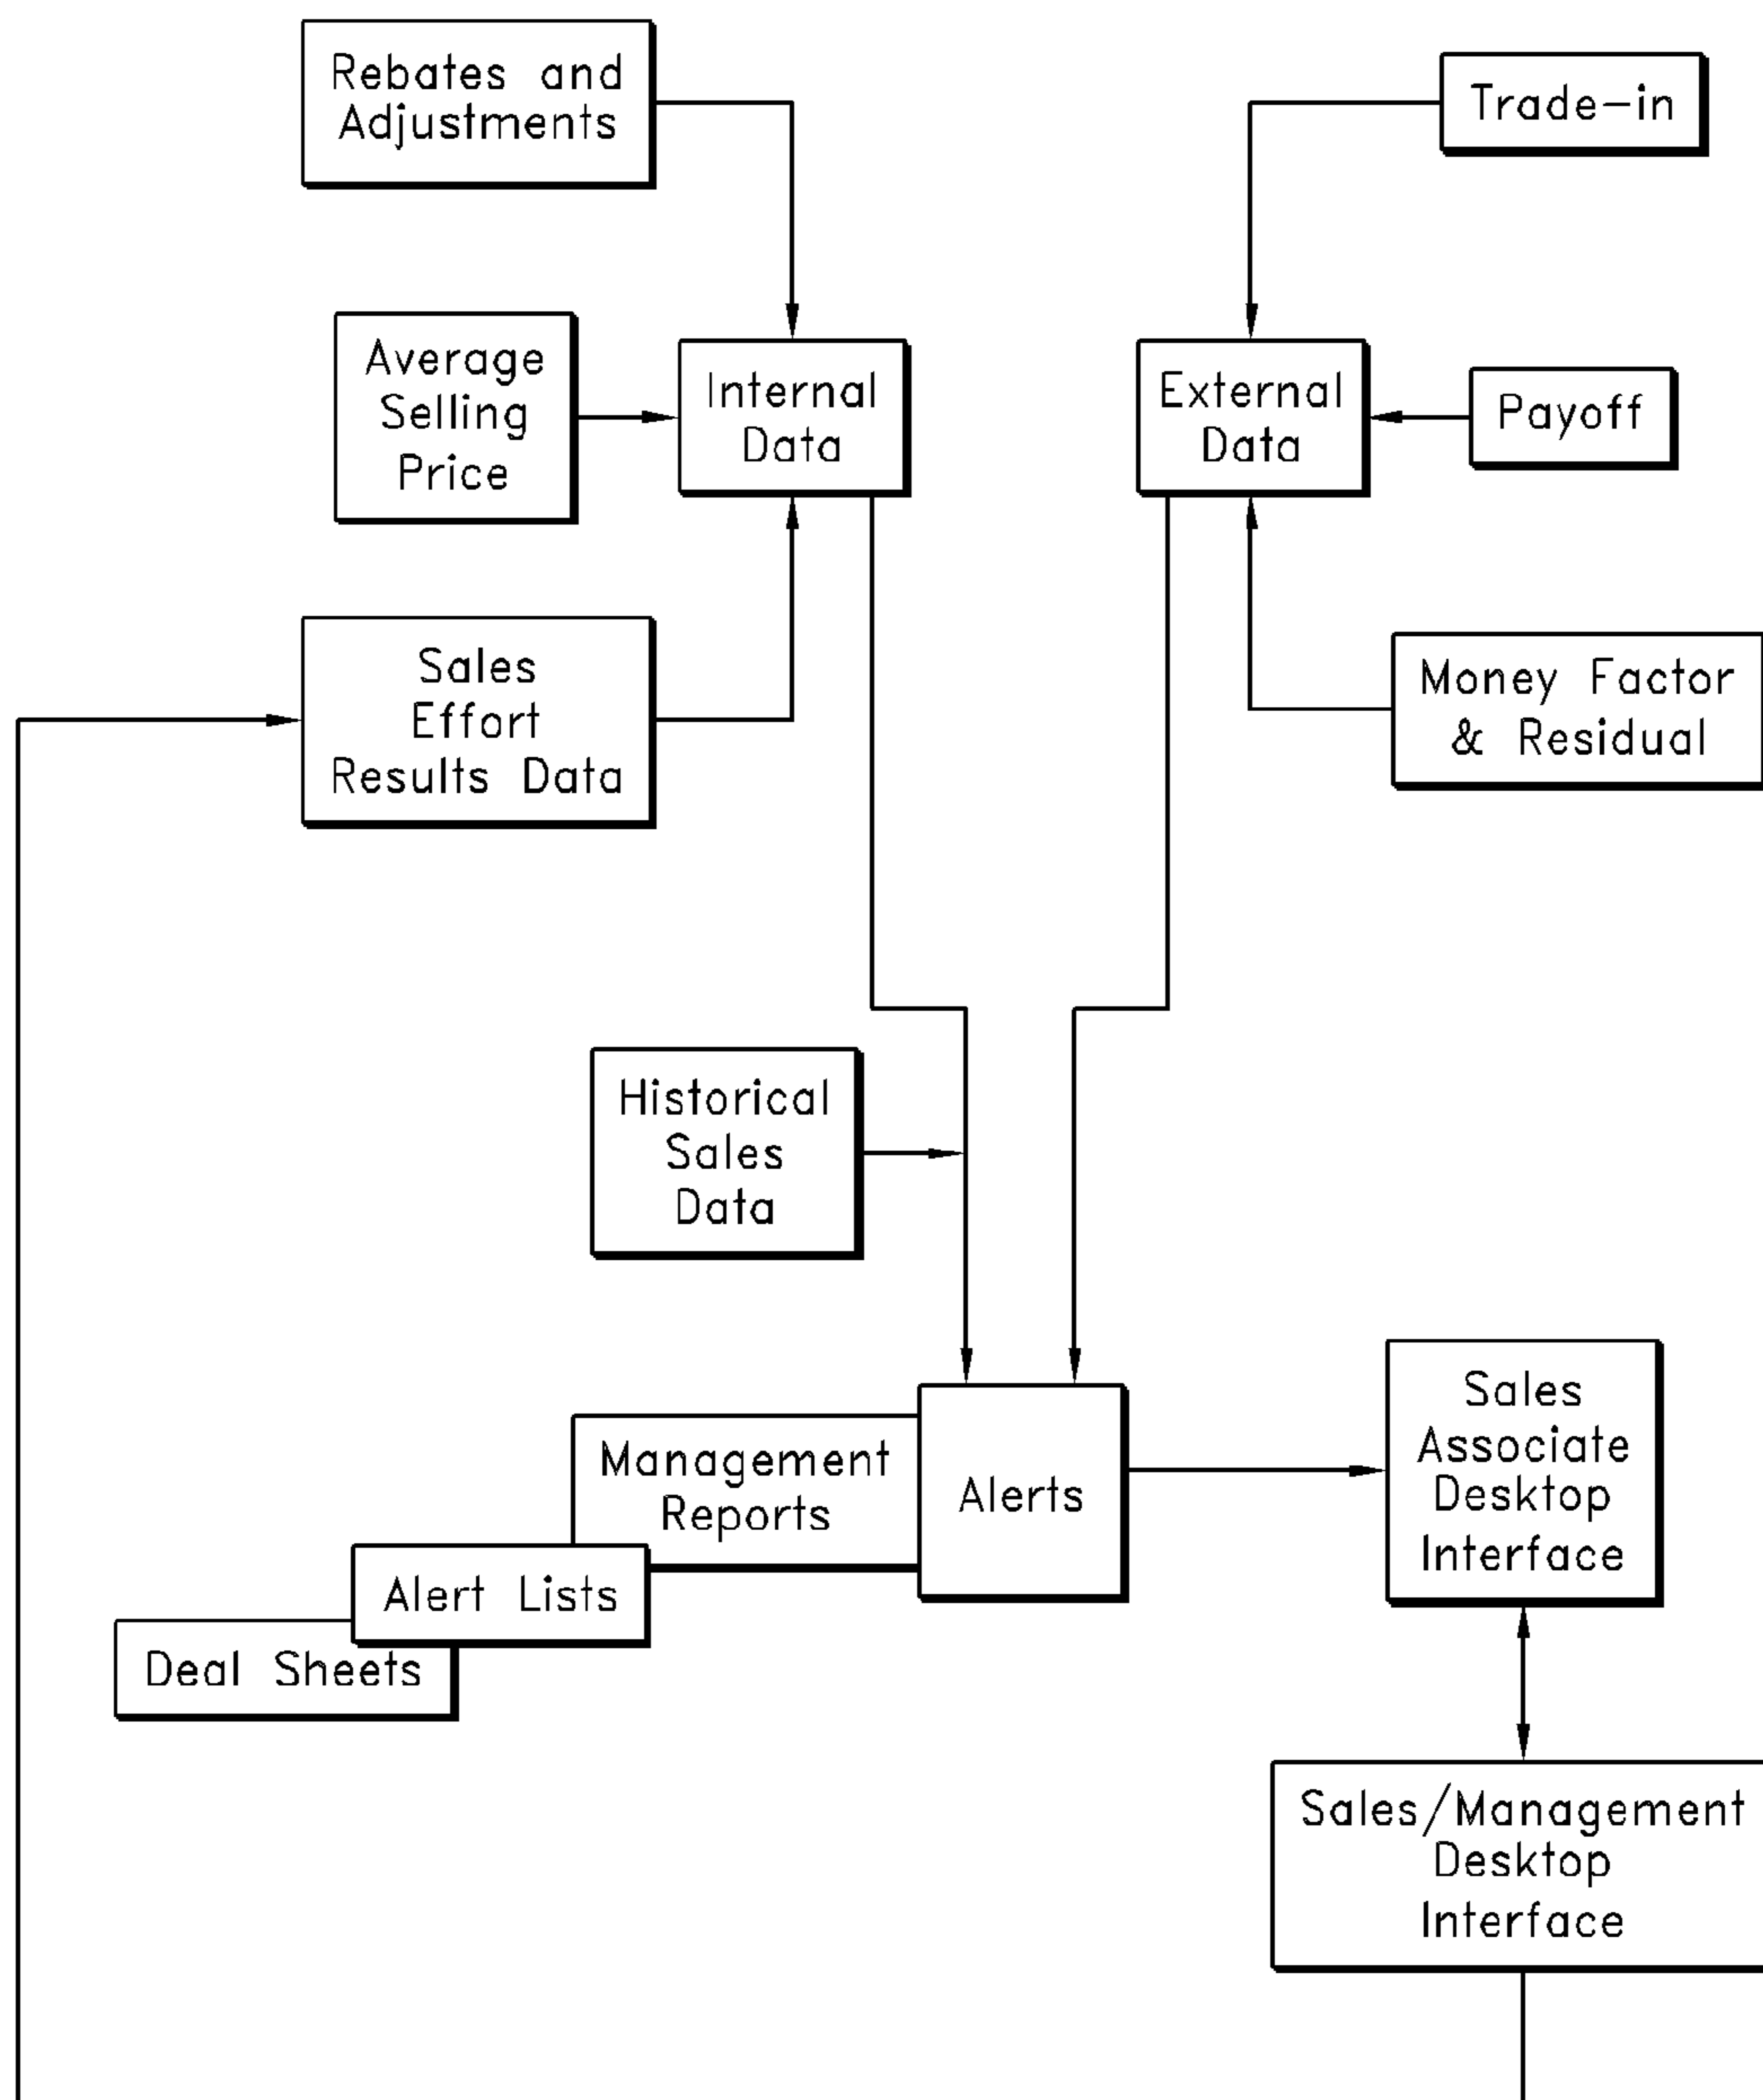 Rebates and
Adjustments
Trade-in
Average
Selling
Price
Internal
Data
External
Data
Payoff
Sales
Effort
Results Data
Money Factor
& Residual
Historical
Sales
Data
Management
Reports
Alerts
Sales
Associate
Desktop
Interface
Alert Lists
Deal Sheets
Sales/Management
Desktop
Interface